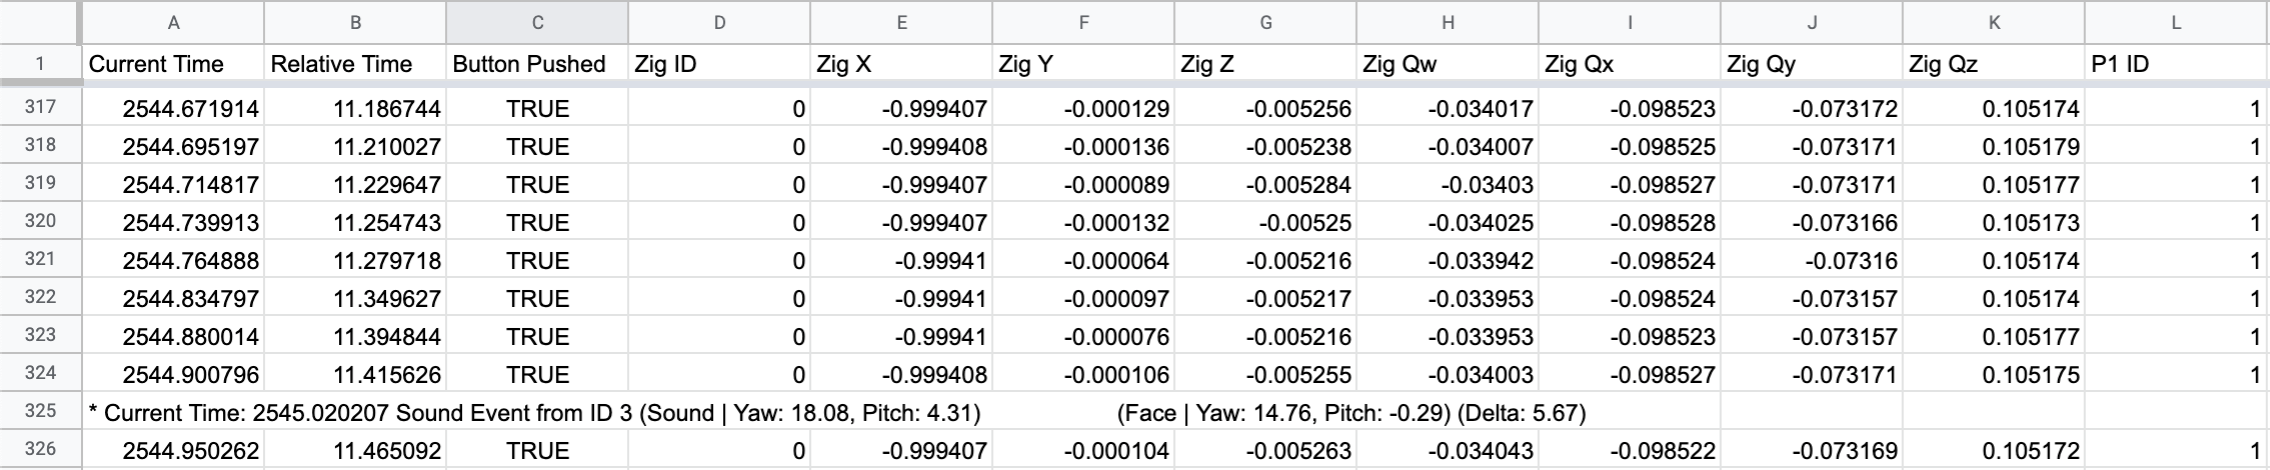 A B C D E F G H I J K L
1 Current Time Relative Time Button Pushed Zig ID Zig X Zig Y Zig Z Zig Qw Zig Qx Zig Qy Zig Qz P1 ID
317 2544.671914 11.186744 TRUE 0 -0.999407 -0.000129 -0.005256 -0.034017 -0.098523 -0.073172 0.105174 1
318 2544.695197 11.210027 TRUE 0 -0.999408 -0.000136 -0.005238 -0.034007 -0.098525 -0.073171 0.105179 1
319 2544.714817 11.229647 TRUE 0 -0.999407 -0.000089 -0.005284 -0.03403 -0.098527 -0.073171 0.105177 1
320 2544.739913 11.254743 TRUE 0 -0.999407 -0.000132 -0.00525 -0.034025 -0.098528 -0.073166 0.105173 1
321 2544.764888 11.279718 TRUE 0 -0.99941 -0.000064 -0.005216 -0.033942 -0.098524 -0.07316 0.105174 1
322 2544.834797 11.349627 TRUE 0 -0.99941 -0.000097 -0.005217 -0.033953 -0.098524 -0.073157 0.105174 1
323 2544.880014 11.394844 TRUE 0 -0.99941 -0.000076 -0.005216 -0.033953 -0.098523 -0.073157 0.105177 1
324 2544.900796 11.415626 TRUE 0 -0.999408 -0.000106 -0.005255 -0.034003 -0.098527 -0.073171 0.105175 1
325 * Current Time: 2545.020207 Sound Event from ID 3 (Sound | Yaw: 18.08, Pitch: 4.31) (Face | Yaw: 14.76, Pitch: -0.29) (Delta: 5.67)
326 2544.950262 11.465092 TRUE 0 -0.999407 -0.000104 -0.005263 -0.034043 -0.098522 -0.073169 0.105172 1